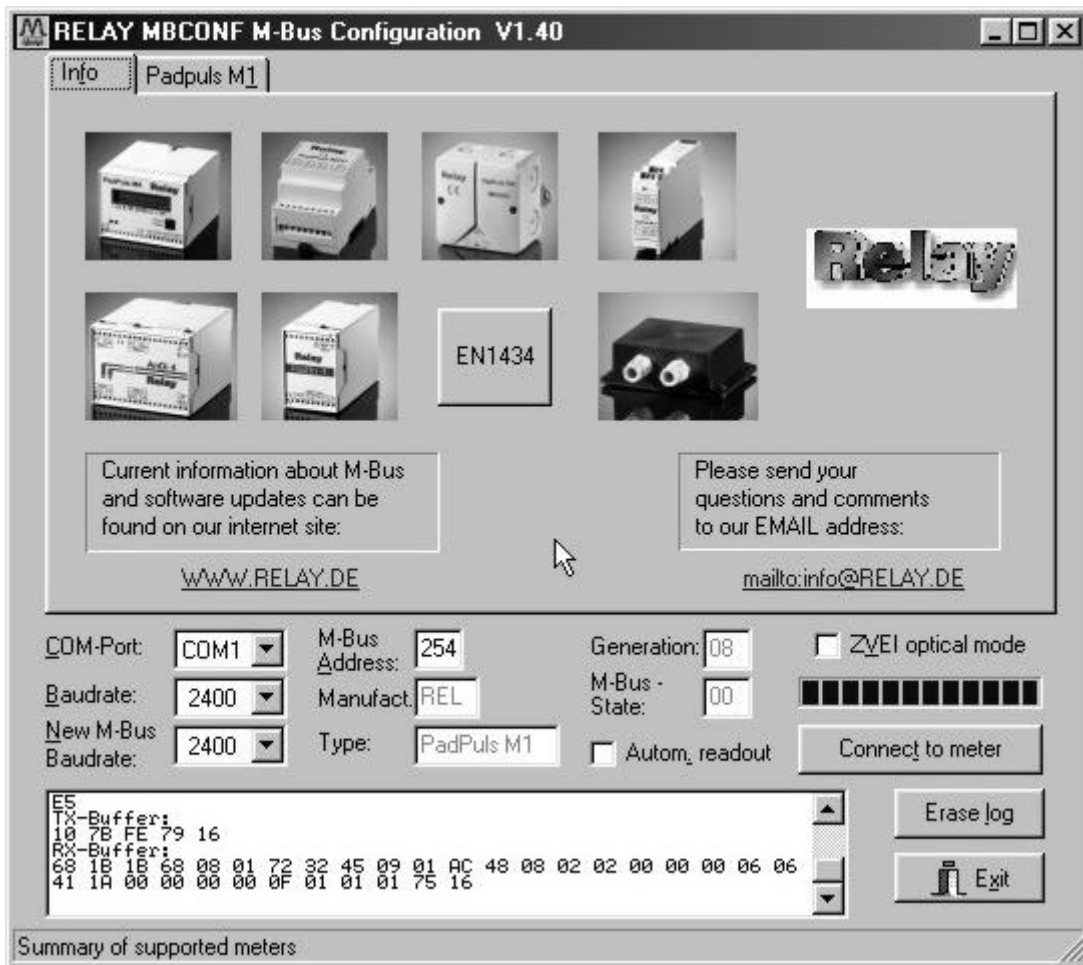 RELAY MBCONF M-Bus Configuration V1.40
Info
Padpuls M1
Relay
Relay
Relay
Relay
Relay
Relay
Relay
EN1434
Current information about M-Bus
and software updates can be
found on our internet site:
WWW.RELAY.DE
Please send your
questions and comments
to our EMAIL address:
mailto:info@RELAY.DE
COM-Port:
COM1
M-Bus
Address:
254
Generation:
08
ZVEI optical mode
Baudrate:
2400
Manufact.
REL
M-Bus -
State:
00
New M-Bus
Baudrate:
2400
Type:
PadPuls M1
Autom. readout
Connect to meter
E5
TX-Buffer:
10 7B FE 79 16
RX-Buffer:
68 1B 1B 68 08 01 72 32 45 09 01 AC 48 08 02 02 00 00 00 06 06
41 1A 00 00 00 00 0F 01 01 01 75 16
Erase log
Exit
Summary of supported meters